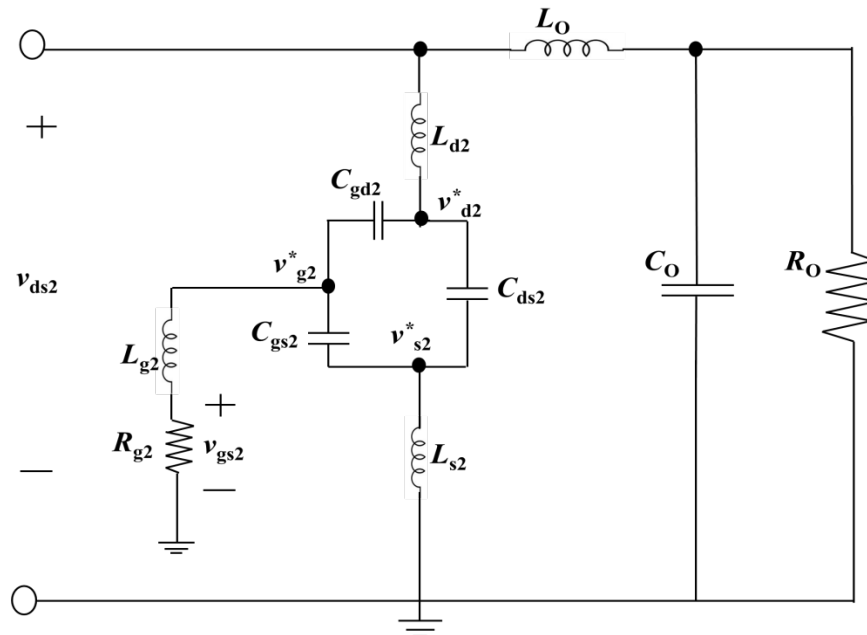 L_O
+
L_d2
C_gd2
v*_d2
v_ds2
v*_g2
C_ds2
C_O
R_O
C_gs2
v*_s2
L_g2
+
R_g2
v_gs2
L_s2
—
—